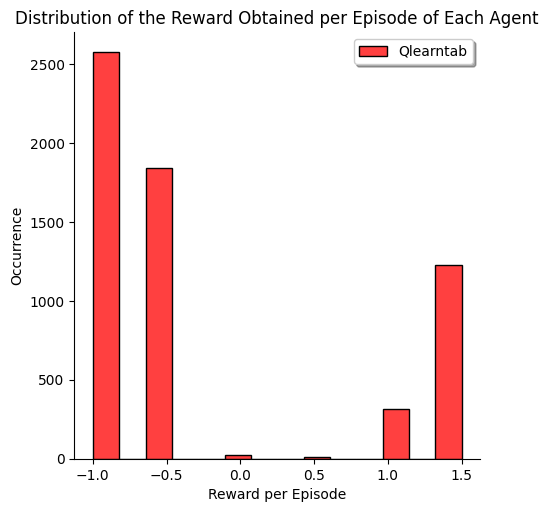 Distribution of the Reward Obtained per Episode of Each Agent
Qlearntab
2500
2000
1500
1000
500
0
Occurrence
−1.0 −0.5 0.0 0.5 1.0 1.5
Reward per Episode